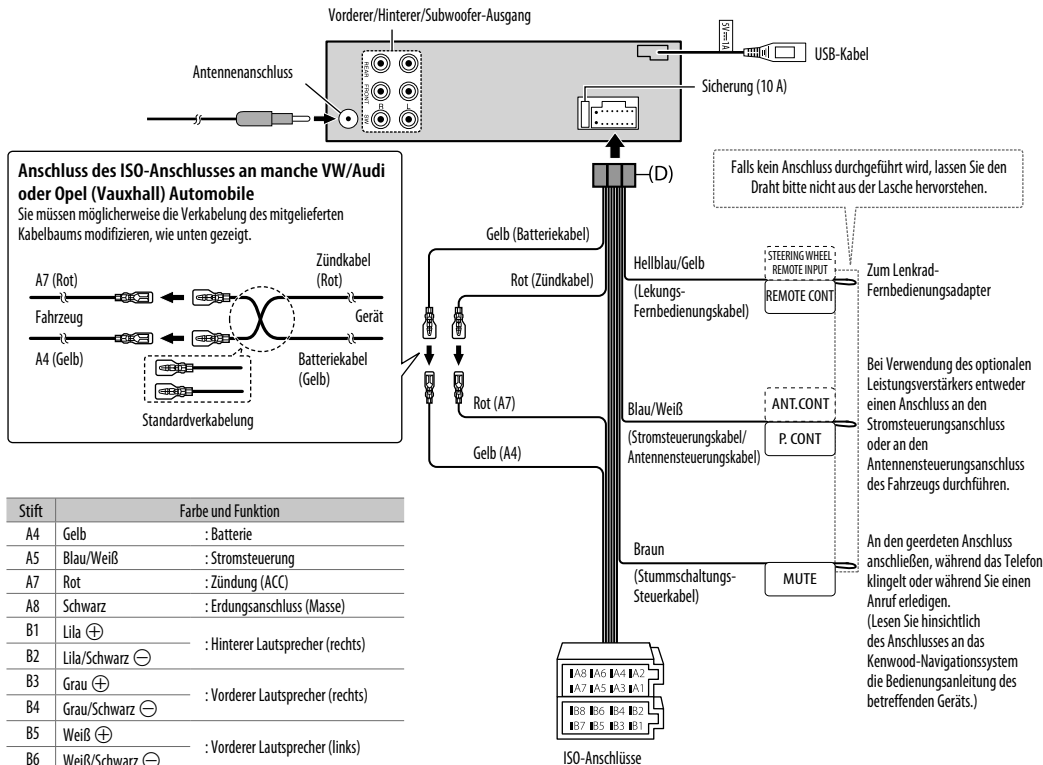 Vorderer/Hinterer/Subwoofer-Ausgang
5V⎓1A
USB-Kabel
Antennenanschluss
REAR
FRONT
SW
R
L
Sicherung (10 A)
(D)
Anschluss des ISO-Anschlusses an manche VW/Audi
oder Opel (Vauxhall) Automobile
Sie müssen möglicherweise die Verkabelung des mitgelieferten
Kabelbaums modifizieren, wie unten gezeigt.
A7 (Rot)
Zündkabel
(Rot)
Fahrzeug
Gerät
A4 (Gelb)
Batteriekabel
(Gelb)
Standardverkabelung
Gelb (Batteriekabel)
Rot (Zündkabel)
Rot (A7)
Gelb (A4)
Falls kein Anschluss durchgeführt wird, lassen Sie den
Draht bitte nicht aus der Lasche hervorstehen.
Hellblau/Gelb
(Lekungs-
Fernbedienungskabel)
STEERING WHEEL
REMOTE INPUT
REMOTE CONT
Zum Lenkrad-
Fernbedienungsadapter
Blau/Weiß
(Stromsteuerungskabel/
Antennensteuerungskabel)
ANT.CONT
P. CONT
Bei Verwendung des optionalen
Leistungsverstärkers entweder
einen Anschluss an den
Stromsteuerungsanschluss
oder an den
Antennensteuerungsanschluss
des Fahrzeugs durchführen.
Braun
(Stummschaltungs-
Steuerkabel)
MUTE
An den geerdeten Anschluss
anschließen, während das Telefon
klingelt oder während Sie einen
Anruf erledigen.
(Lesen Sie hinsichtlich
des Anschlusses an das
Kenwood-Navigationssystem
die Bedienungsanleitung des
betreffenden Geräts.)
Stift Farbe und Funktion
A4 Gelb : Batterie
A5 Blau/Weiß : Stromsteuerung
A7 Rot : Zündung (ACC)
A8 Schwarz : Erdungsanschluss (Masse)
B1 Lila ⊕
: Hinterer Lautsprecher (rechts)
B2 Lila/Schwarz ⊖
B3 Grau ⊕
: Vorderer Lautsprecher (rechts)
B4 Grau/Schwarz ⊖
B5 Weiß ⊕
: Vorderer Lautsprecher (links)
B6 Weiß/Schwarz ⊖
A8 A6 A4 A2
A7 A5 A3 A1
B8 B6 B4 B2
B7 B5 B3 B1
ISO-Anschlüsse